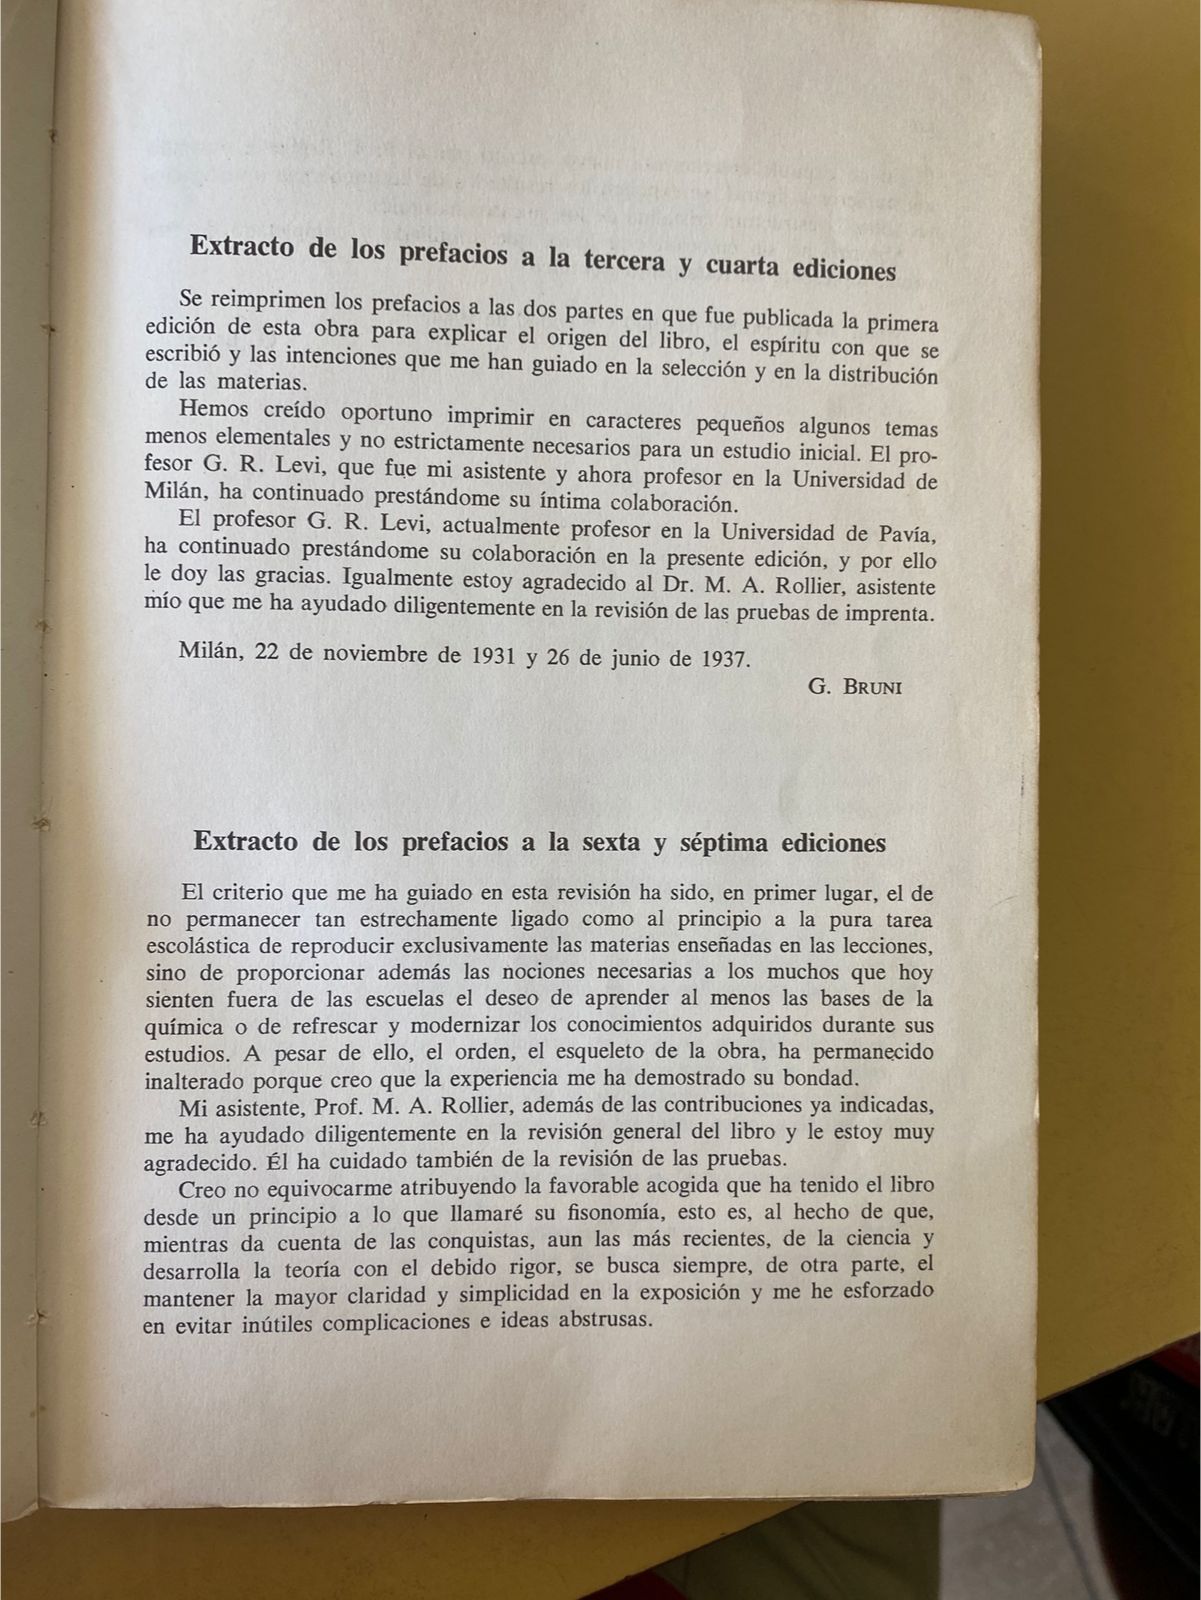 Extracto de los prefacios a la tercera y cuarta ediciones
Se reimprimen los prefacios a las dos partes en que fue publicada la primera
edición de esta obra para explicar el origen del libro, el espíritu con que se
escribió y las intenciones que me han guiado en la selección y en la distribución
de las materias.
Hemos creído oportuno imprimir en caracteres pequeños algunos temas
menos elementales y no estrictamente necesarios para un estudio inicial. El pro-
fesor G. R. Levi, que fue mi asistente y ahora profesor en la Universidad de
Milán, ha continuado prestándome su íntima colaboración.
El profesor G. R. Levi, actualmente profesor en la Universidad de Pavía,
ha continuado prestándome su colaboración en la presente edición, y por ello
le doy las gracias. Igualmente estoy agradecido al Dr. M. A. Rollier, asistente
mío que me ha ayudado diligentemente en la revisión de las pruebas de imprenta.
Milán, 22 de noviembre de 1931 y 26 de junio de 1937.
G. BRUNI
Extracto de los prefacios a la sexta y séptima ediciones
El criterio que me ha guiado en esta revisión ha sido, en primer lugar, el de
no permanecer tan estrechamente ligado como al principio a la pura tarea
escolástica de reproducir exclusivamente las materias enseñadas en las lecciones,
sino de proporcionar además las nociones necesarias a los muchos que hoy
sienten fuera de las escuelas el deseo de aprender al menos las bases de la
química o de refrescar y modernizar los conocimientos adquiridos durante sus
estudios. A pesar de ello, el orden, el esqueleto de la obra, ha permanecido
inalterado porque creo que la experiencia me ha demostrado su bondad.
Mi asistente, Prof. M. A. Rollier, además de las contribuciones ya indicadas,
me ha ayudado diligentemente en la revisión general del libro y le estoy muy
agradecido. Él ha cuidado también de la revisión de las pruebas.
Creo no equivocarme atribuyendo la favorable acogida que ha tenido el libro
desde un principio a lo que llamaré su fisonomía, esto es, al hecho de que,
mientras da cuenta de las conquistas, aun las más recientes, de la ciencia y
desarrolla la teoría con el debido rigor, se busca siempre, de otra parte, el
mantener la mayor claridad y simplicidad en la exposición y me he esforzado
en evitar inútiles complicaciones e ideas abstrusas.